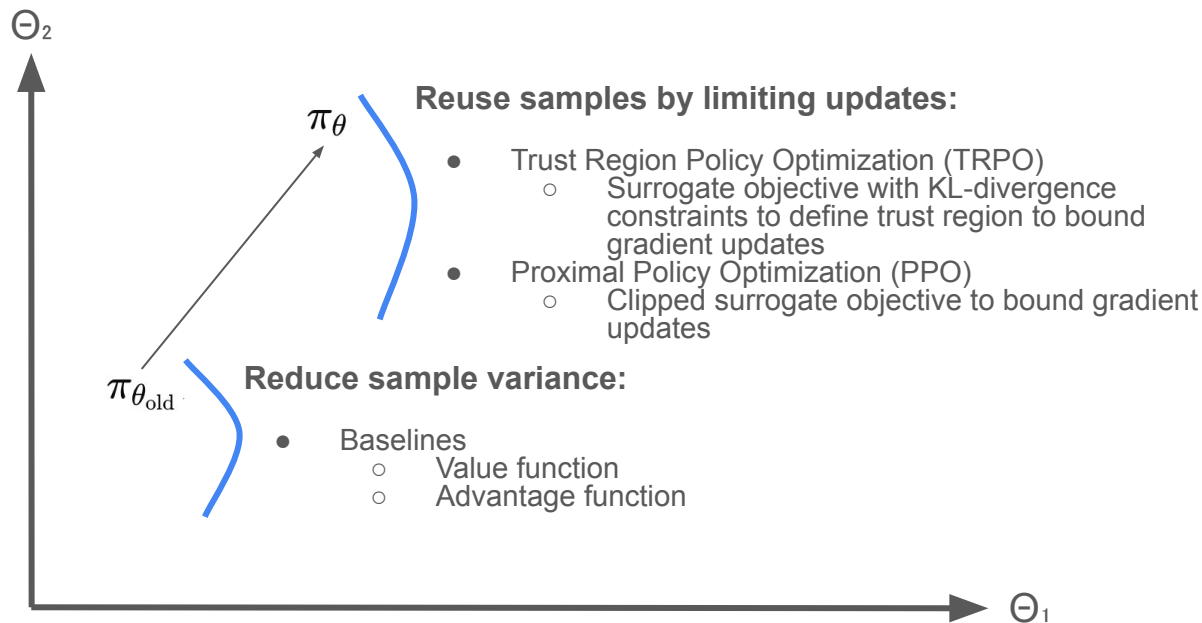 Θ₂
Reuse samples by limiting updates:
π_θ
● Trust Region Policy Optimization (TRPO)
○ Surrogate objective with KL-divergence
constraints to define trust region to bound
gradient updates
● Proximal Policy Optimization (PPO)
○ Clipped surrogate objective to bound gradient
updates
π_θ_old
Reduce sample variance:
● Baselines
○ Value function
○ Advantage function
Θ₁